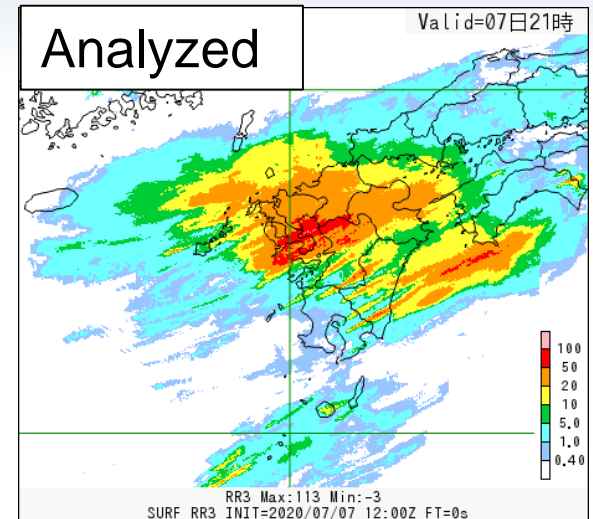 Analyzed
Valid=07日21時
100
50
20
10
5.0
1.0
0.40
RR3 Max:113 Min:-3
SURF RR3 INIT=2020/07/07 12:00Z FT=0s